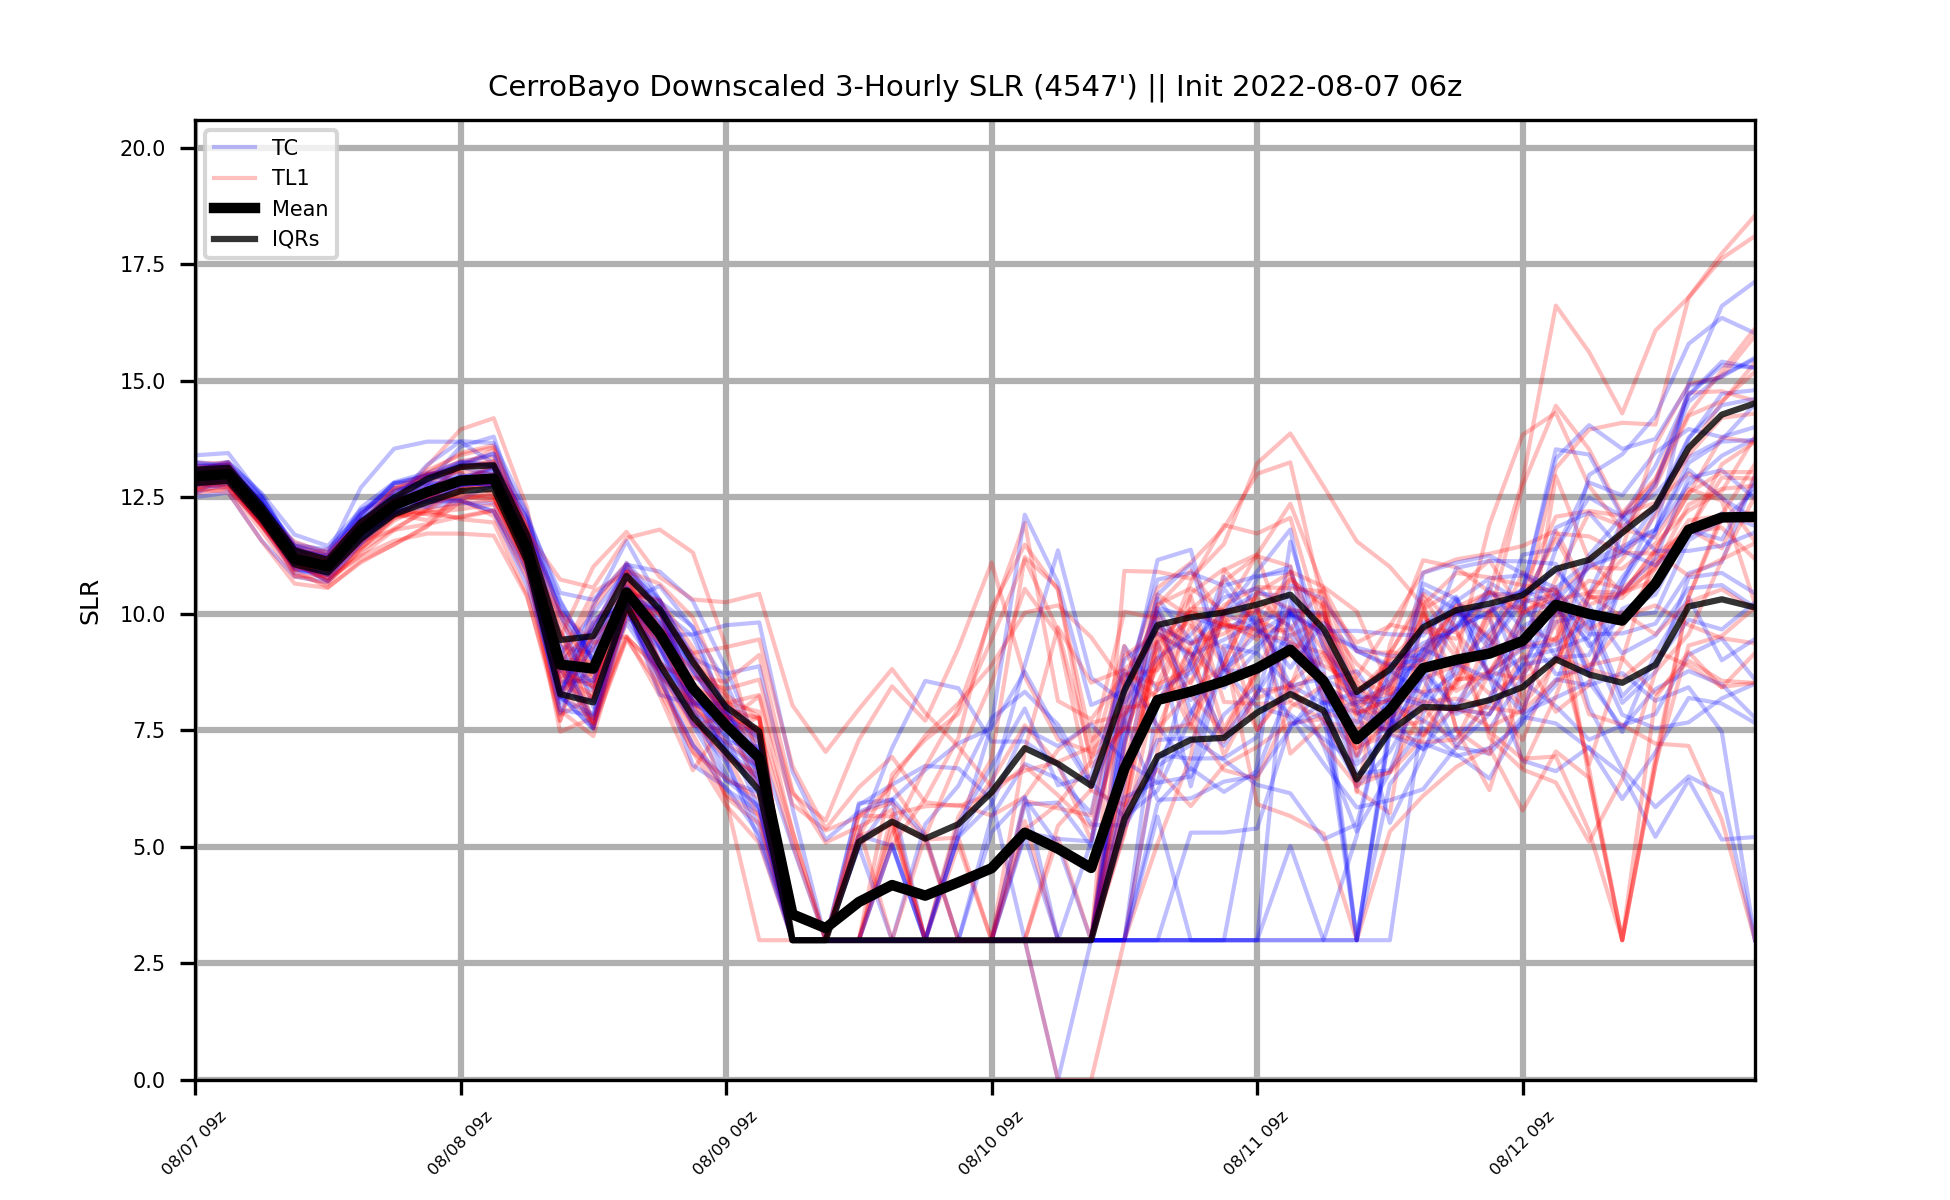 CerroBayo Downscaled 3-Hourly SLR (4547') || Init 2022-08-07 06z
TC
TL1
Mean
IQRs
SLR
20.0
17.5
15.0
12.5
10.0
7.5
5.0
2.5
0.0
08/07 09z
08/08 09z
08/09 09z
08/10 09z
08/11 09z
08/12 09z